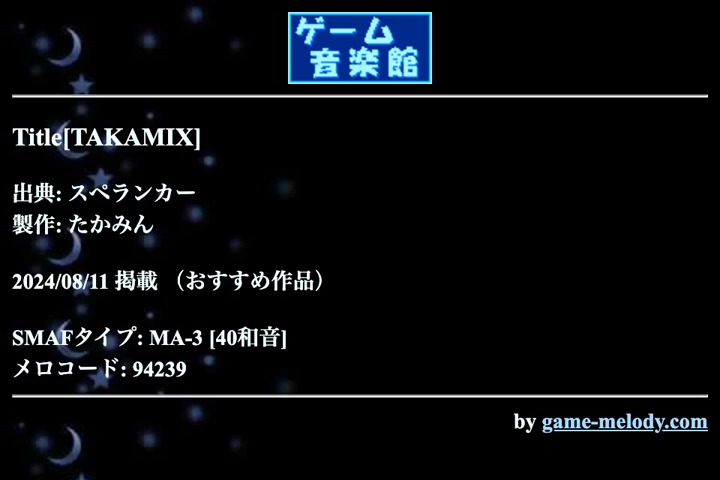 ゲーム
音楽館
Title[TAKAMIX]
出典: スペランカー
製作: たかみん
2024/08/11 掲載 （おすすめ作品）
SMAFタイプ: MA-3 [40和音]
メロコード: 94239
by game-melody.com